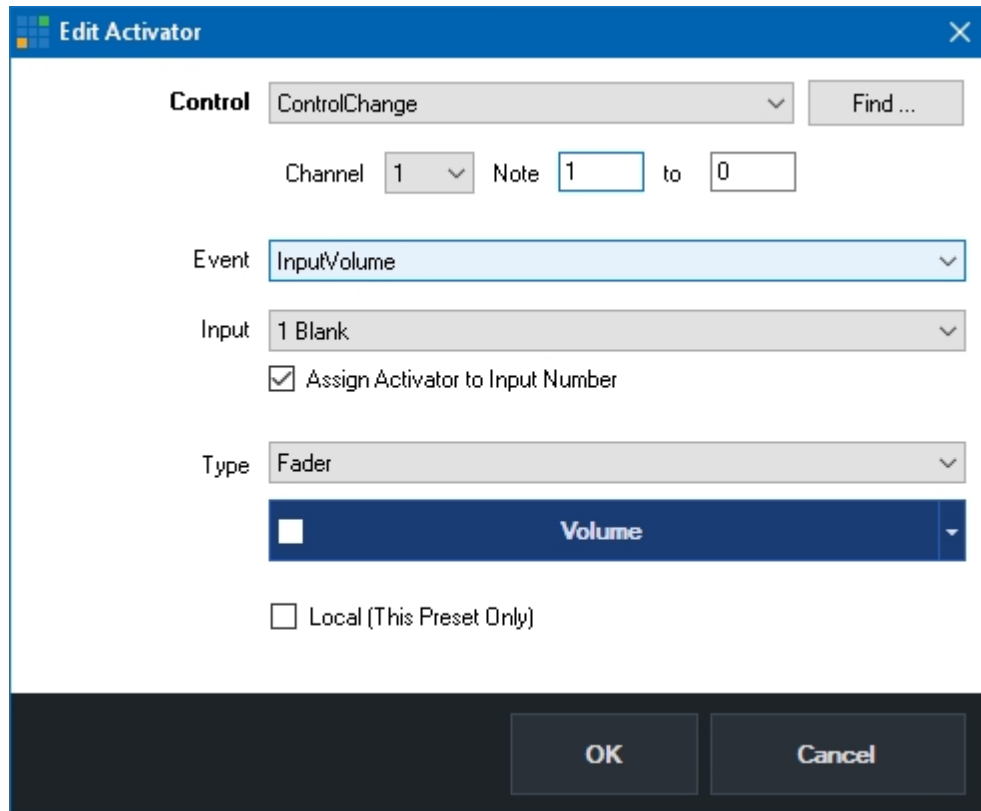 Edit Activator
Control ControlChange Find ...
Channel 1 Note 1 to 0
Event InputVolume
Input 1 Blank
Assign Activator to Input Number
Type Fader
Volume
Local (This Preset Only)
OK Cancel